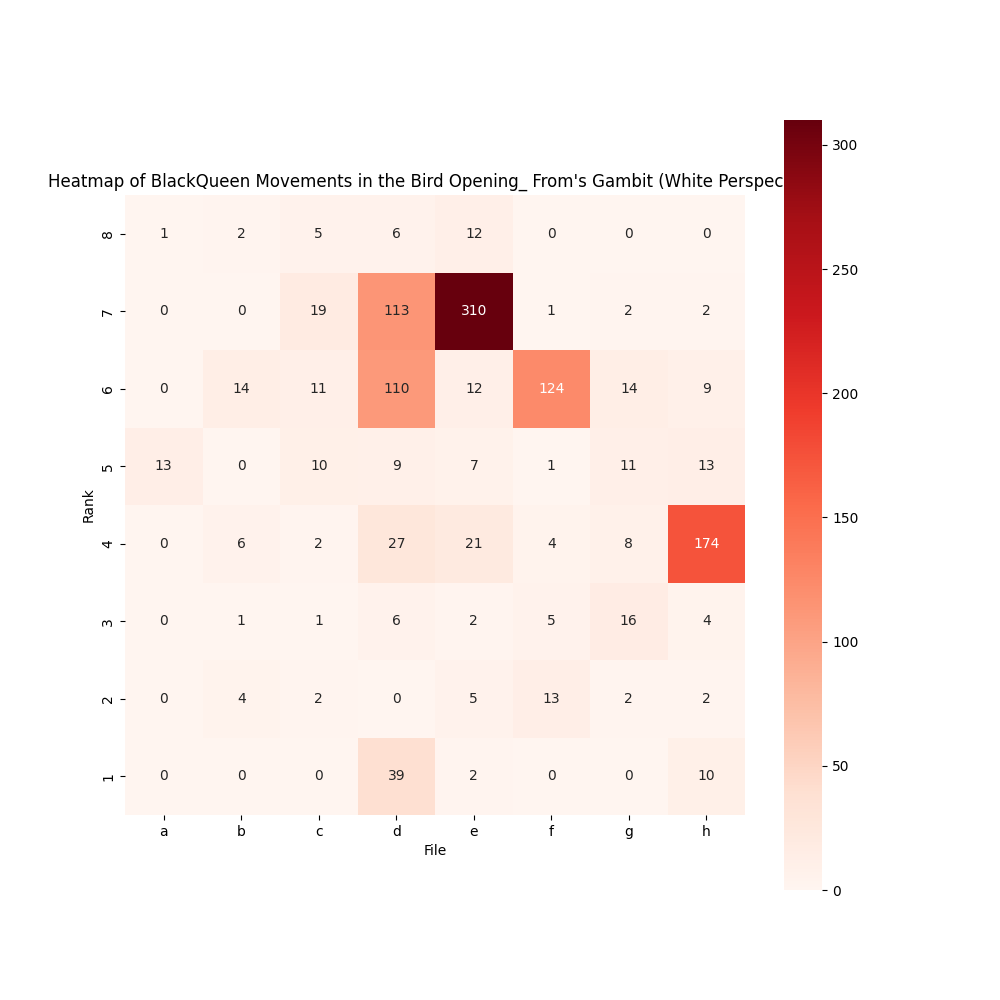 Heatmap of BlackQueen Movements in the Bird Opening_ From's Gambit (White Perspec
8 1 2 5 6 12 0 0 0
7 0 0 19 113 310 1 2 2
6 0 14 11 110 12 124 14 9
5 13 0 10 9 7 1 11 13
4 0 6 2 27 21 4 8 174
3 0 1 1 6 2 5 16 4
2 0 4 2 0 5 13 2 2
1 0 0 0 39 2 0 0 10
a b c d e f g h
File
Rank
300
250
200
150
100
50
0